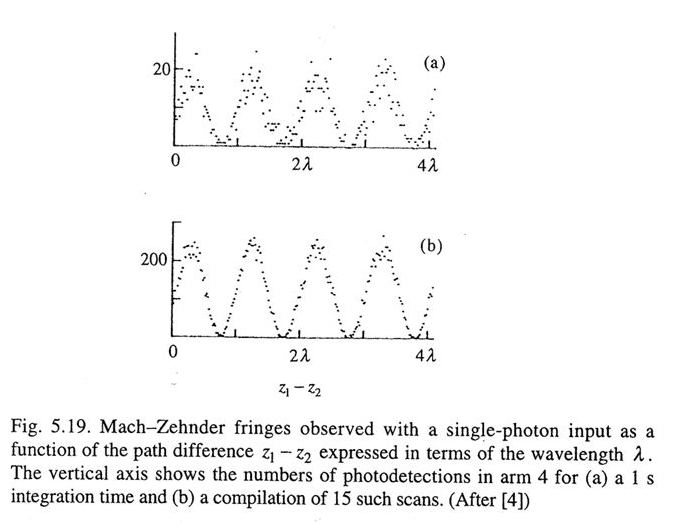 (a)
20
0 2λ 4λ
(b)
200
0 2λ 4λ
z₁ − z₂
Fig. 5.19. Mach–Zehnder fringes observed with a single-photon input as a
function of the path difference z₁ − z₂ expressed in terms of the wavelength λ.
The vertical axis shows the numbers of photodetections in arm 4 for (a) a 1 s
integration time and (b) a compilation of 15 such scans. (After [4])